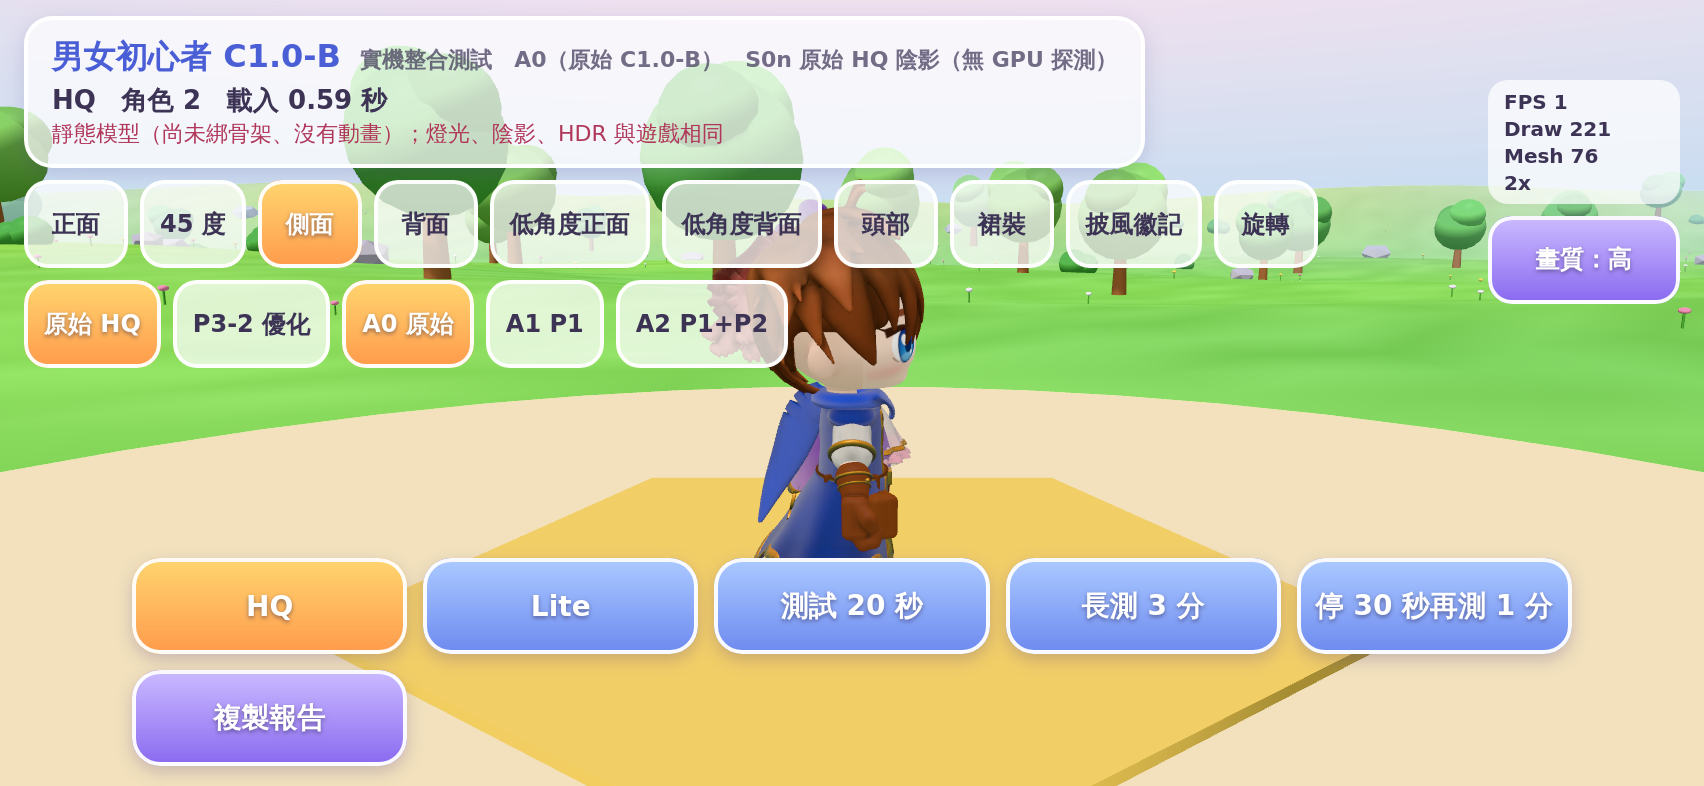 男女初心者 C1.0-B 實機整合測試 A0（原始 C1.0-B） S0n 原始 HQ 陰影（無 GPU 探測）
HQ 角色 2 載入 0.59 秒
靜態模型（尚未綁骨架、沒有動畫）；燈光、陰影、HDR 與遊戲相同
FPS 1
Draw 221
Mesh 76
2x
正面 45 度 側面 背面 低角度正面 低角度背面 頭部 裙裝 披風徽記 旋轉
畫質：高
原始 HQ P3-2 優化 A0 原始 A1 P1 A2 P1+P2
HQ Lite 測試 20 秒 長測 3 分 停 30 秒再測 1 分
複製報告